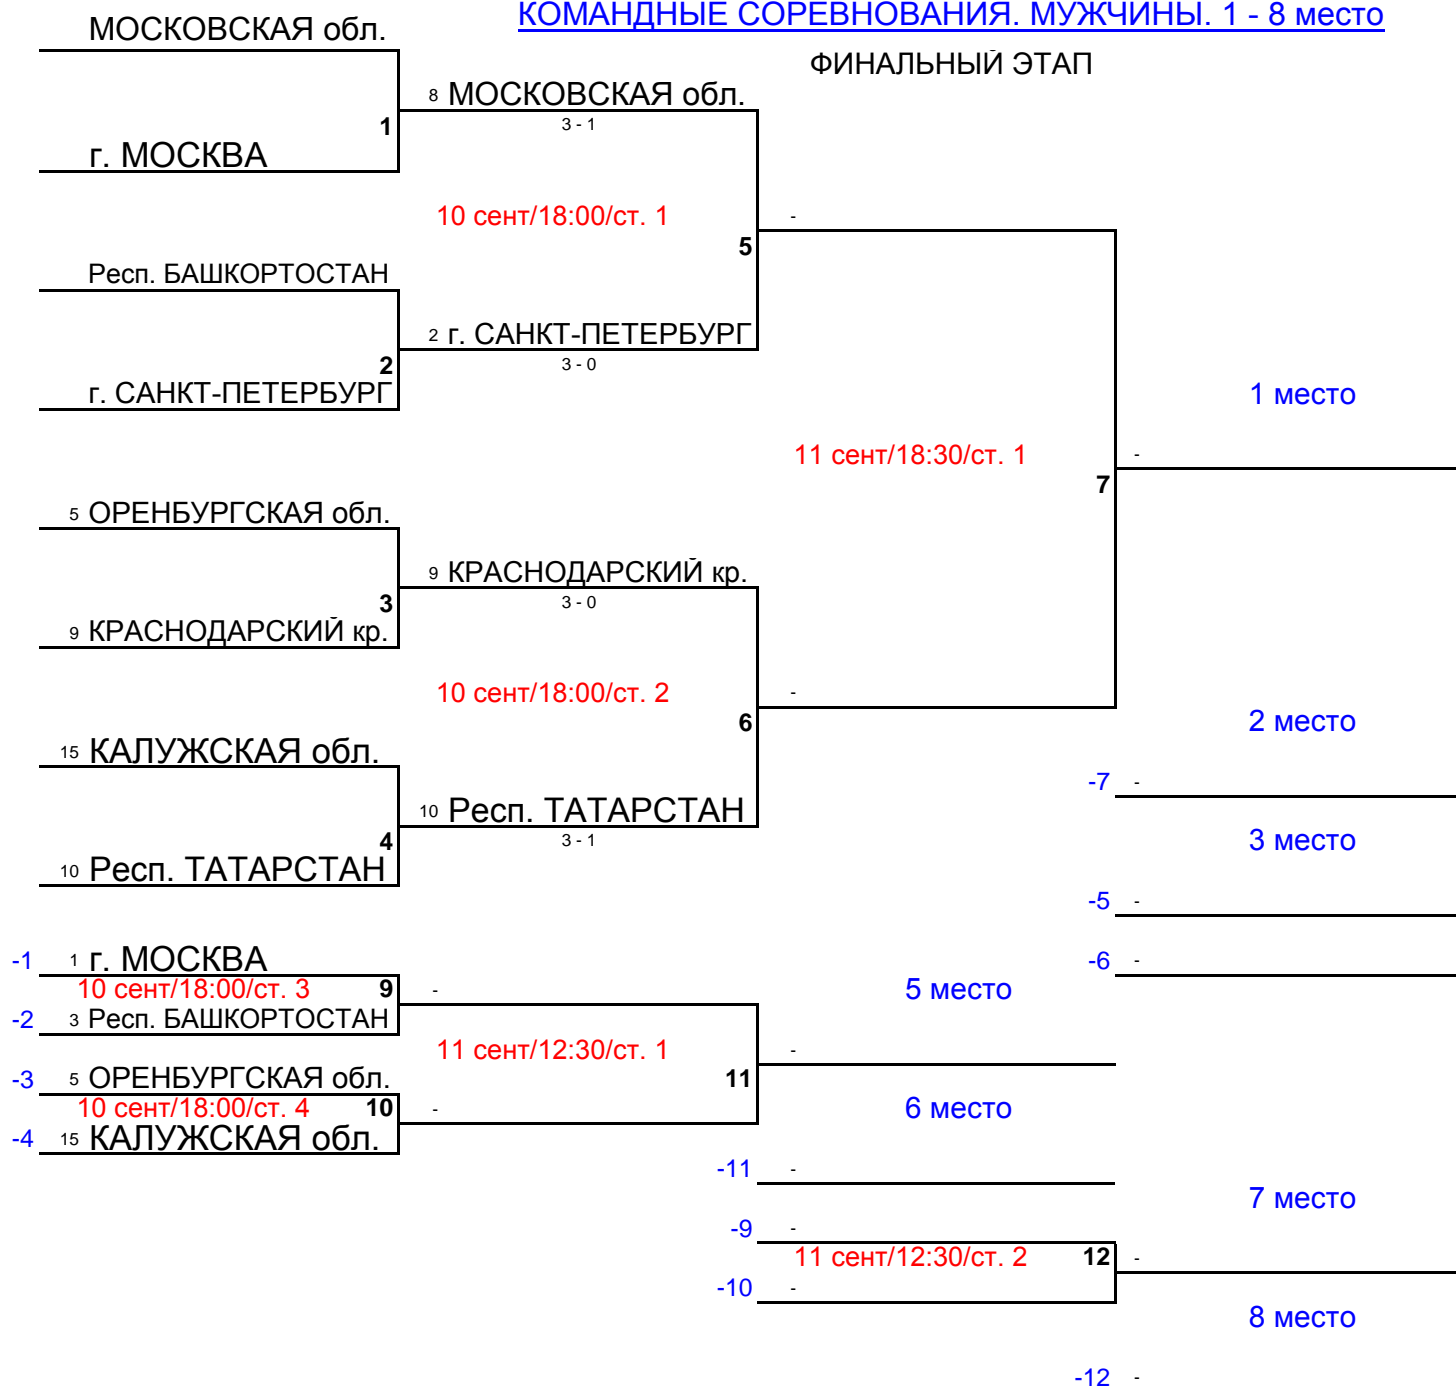 КОМАНДНЫЕ СОРЕВНОВАНИЯ. МУЖЧИНЫ. 1 - 8 место
МОСКОВСКАЯ обл.
ФИНАЛЬНЫЙ ЭТАП
8 МОСКОВСКАЯ обл.
1
3 - 1
г. МОСКВА
10 сент/18:00/ст. 1
-
5
Респ. БАШКОРТОСТАН
2 г. САНКТ-ПЕТЕРБУРГ
2
3 - 0
г. САНКТ-ПЕТЕРБУРГ
1 место
11 сент/18:30/ст. 1
-
7
5 ОРЕНБУРГСКАЯ обл.
9 КРАСНОДАРСКИЙ кр.
3
3 - 0
9 КРАСНОДАРСКИЙ кр.
10 сент/18:00/ст. 2
-
6
2 место
15 КАЛУЖСКАЯ обл.
-7 -
10 Респ. ТАТАРСТАН
4
3 - 1
3 место
10 Респ. ТАТАРСТАН
-5 -
-1 1 г. МОСКВА
-6 -
10 сент/18:00/ст. 3 9
-
5 место
-2 3 Респ. БАШКОРТОСТАН
11 сент/12:30/ст. 1
-
11
-3 5 ОРЕНБУРГСКАЯ обл.
10 сент/18:00/ст. 4 10
-
6 место
-4 15 КАЛУЖСКАЯ обл.
-11 -
7 место
-9 -
11 сент/12:30/ст. 2 12
-
-10 -
8 место
-12 -